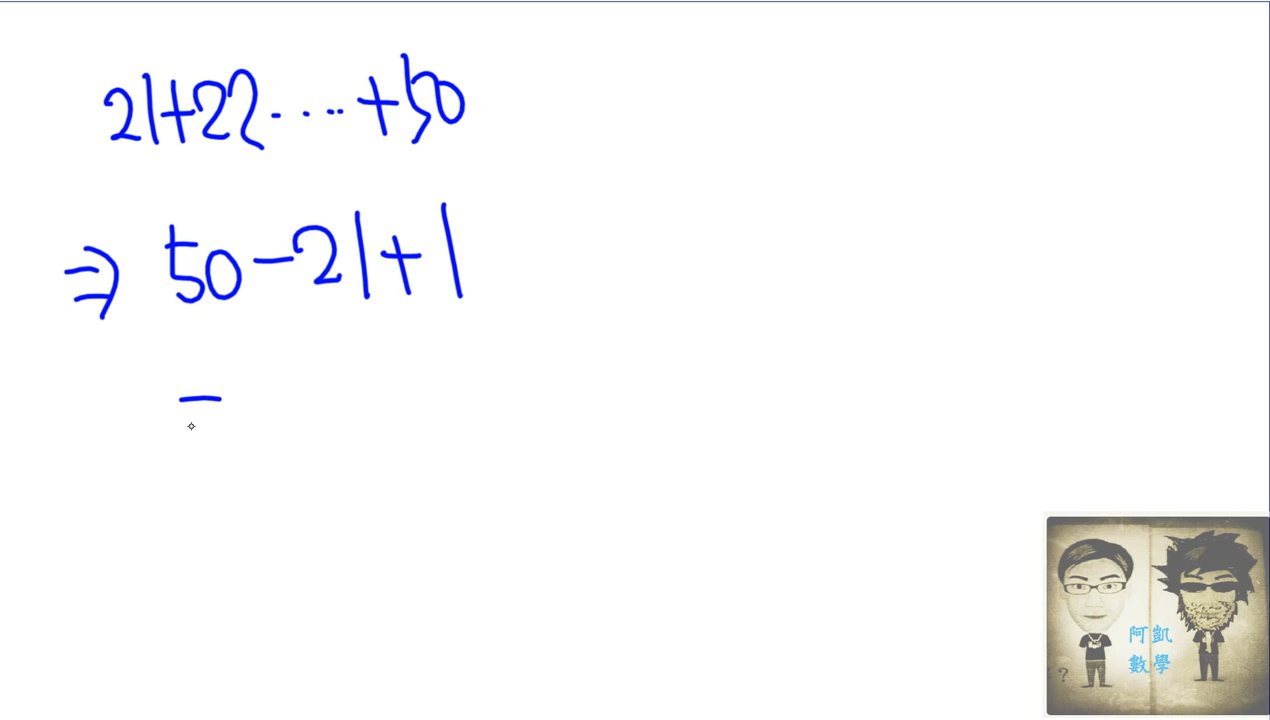 21+22.....+50
⇒ 50-21+1
阿凱
數學
?